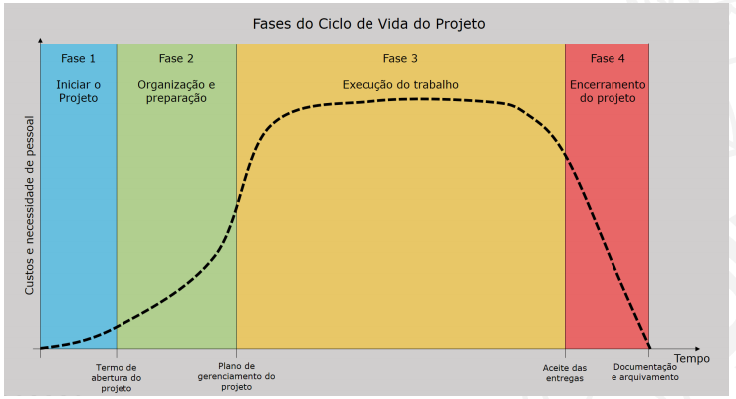 Fases do Ciclo de Vida do Projeto
Fase 1
Iniciar o
Projeto
Fase 2
Organização e
preparação
Fase 3
Execução do trabalho
Fase 4
Encerramento
do projeto
Custos e necessidade de pessoal
Tempo
Termo de
abertura do
projeto
Plano de
gerenciamento do
projeto
Aceite das
entregas
Documentação
e arquivamento